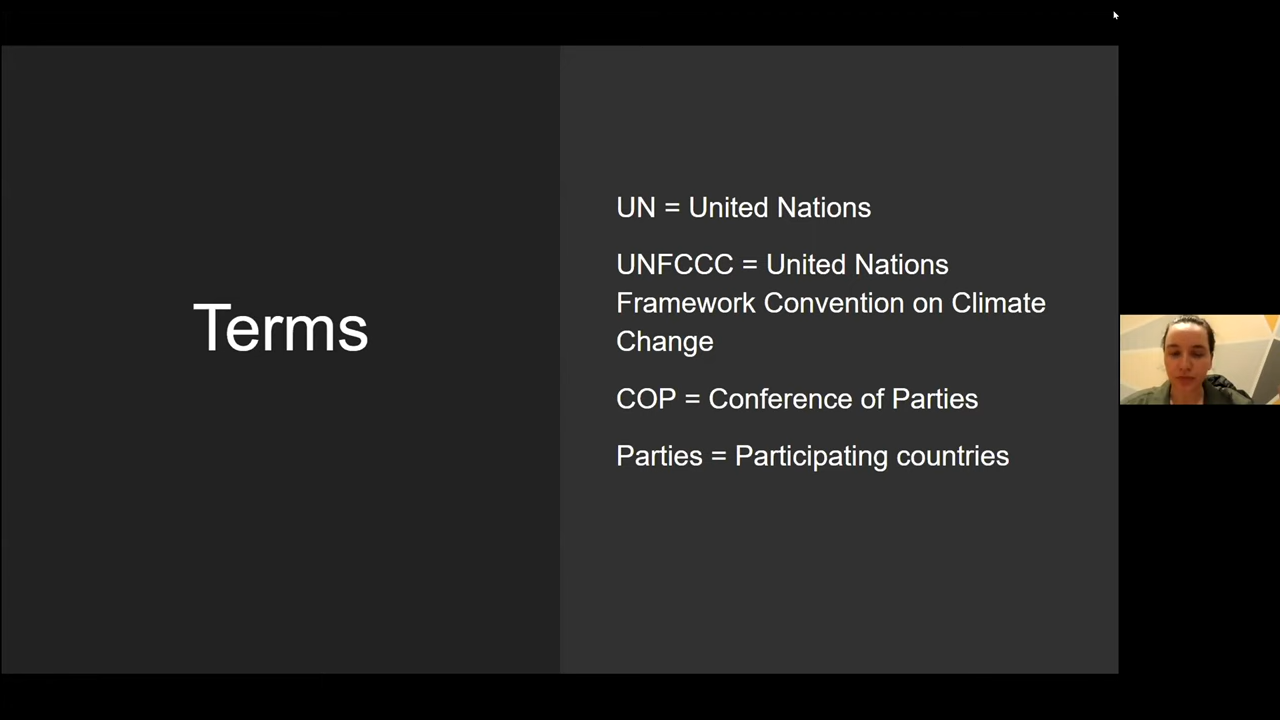 Terms
UN = United Nations
UNFCCC = United Nations
Framework Convention on Climate
Change
COP = Conference of Parties
Parties = Participating countries